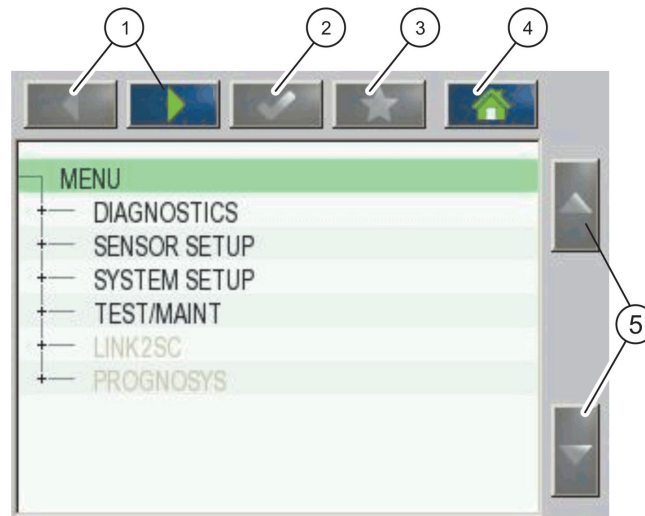 1
2
3
4
MENU
DIAGNOSTICS
SENSOR SETUP
SYSTEM SETUP
TEST/MAINT
LINK2SC
PROGNOSYS
5